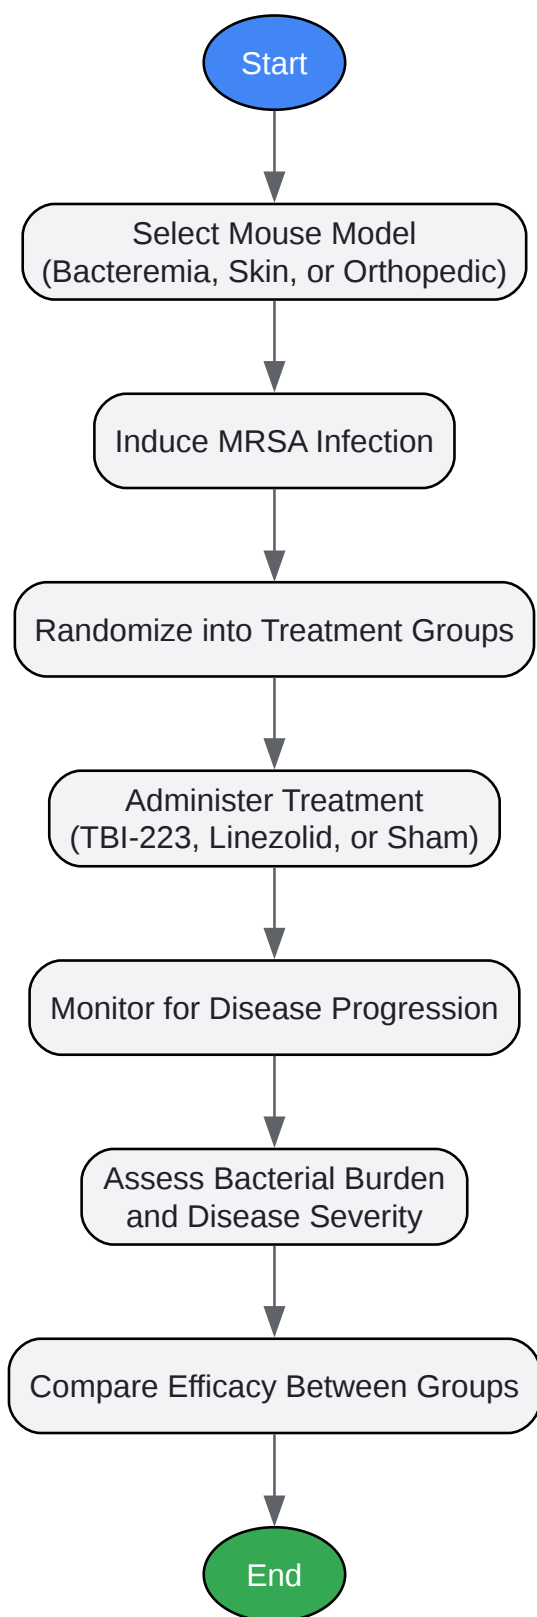 Start
Select Mouse Model
(Bacteremia, Skin, or Orthopedic)
Induce MRSA Infection
Randomize into Treatment Groups
Administer Treatment
(TBI-223, Linezolid, or Sham)
Monitor for Disease Progression
Assess Bacterial Burden
and Disease Severity
Compare Efficacy Between Groups
End